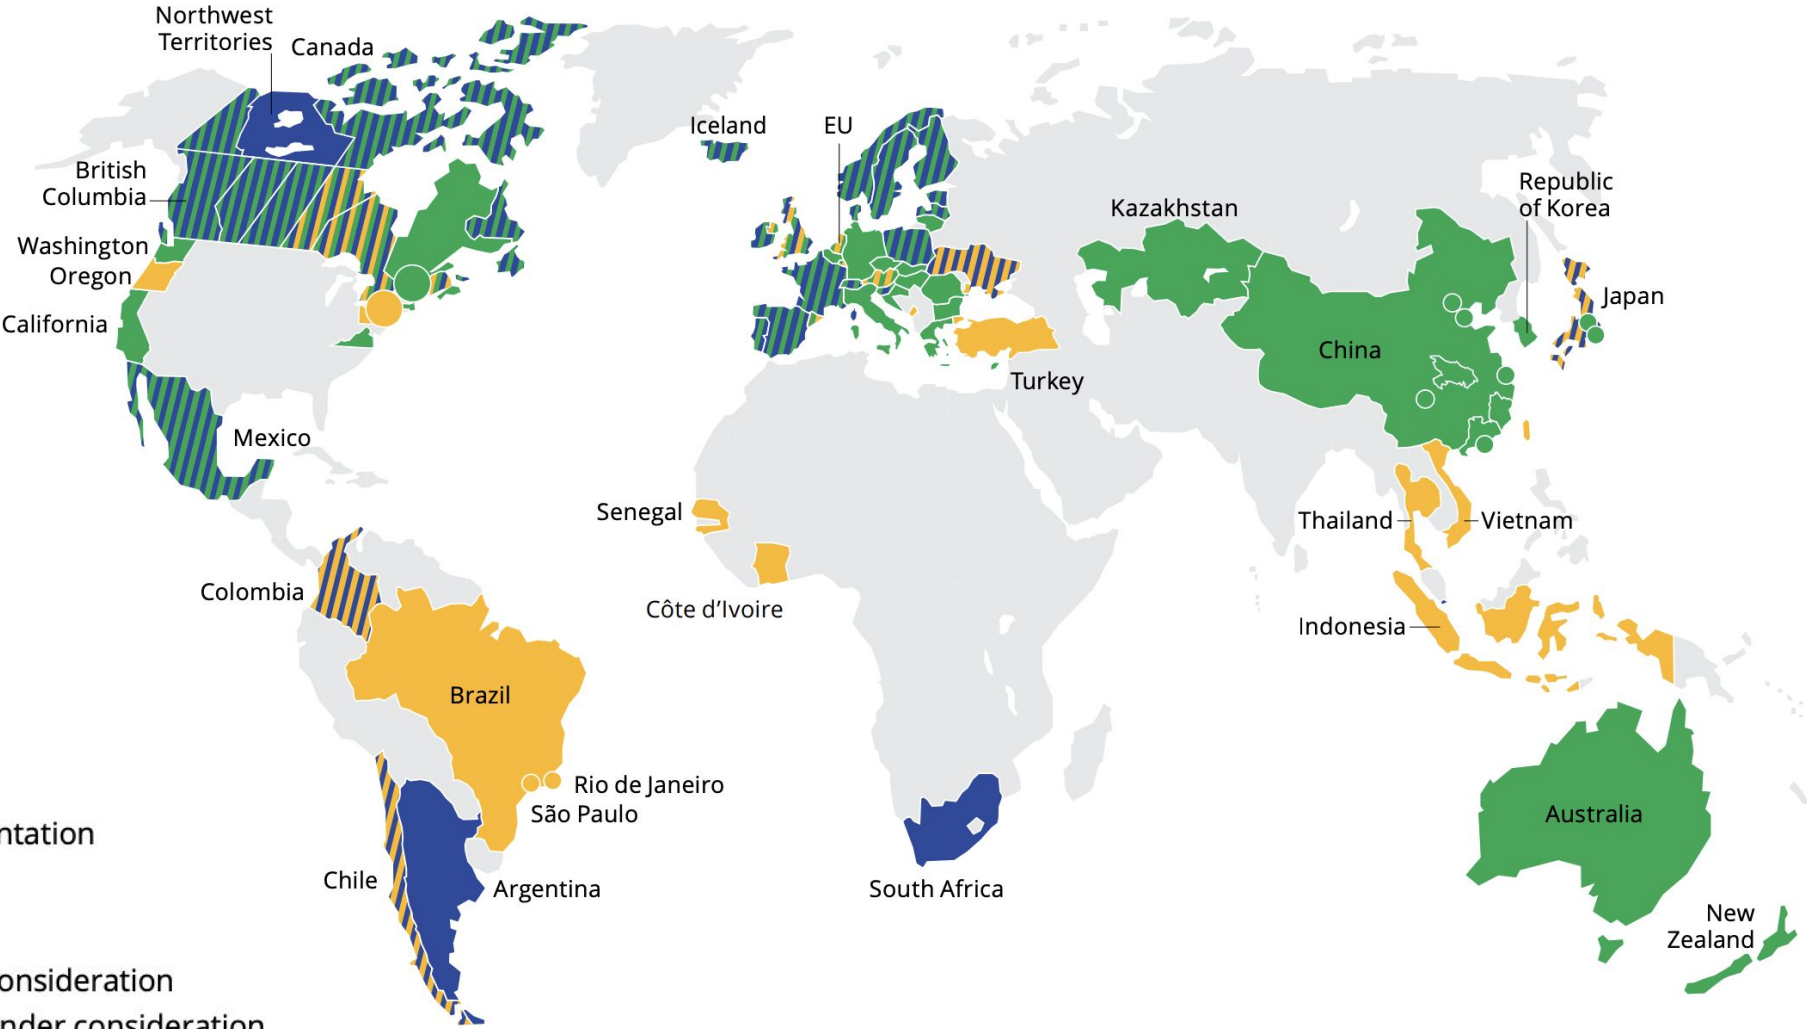 Northwest
Territories
Canada
British
Columbia
Washington
Oregon
California
Mexico
Iceland
EU
Kazakhstan
Republic
of Korea
Japan
China
Turkey
Senegal
Côte d’Ivoire
Thailand
Vietnam
Indonesia
Colombia
Brazil
Rio de Janeiro
São Paulo
Chile
Argentina
South Africa
Australia
New
Zealand
ntation
onsideration
nder consideration